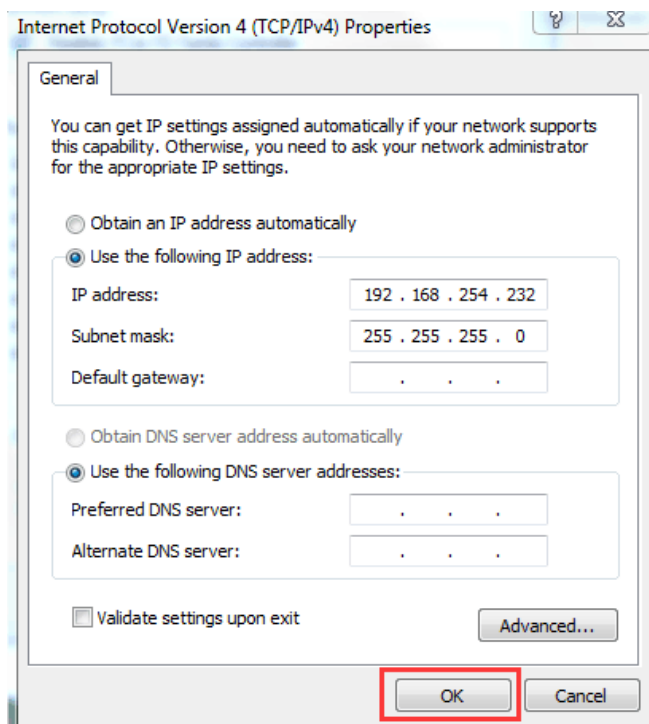 Internet Protocol Version 4 (TCP/IPv4) Properties
General
You can get IP settings assigned automatically if your network supports
this capability. Otherwise, you need to ask your network administrator
for the appropriate IP settings.
Obtain an IP address automatically
Use the following IP address:
IP address: 192 . 168 . 254 . 232
Subnet mask: 255 . 255 . 255 . 0
Default gateway: . . .
Obtain DNS server address automatically
Use the following DNS server addresses:
Preferred DNS server: . . .
Alternate DNS server: . . .
Validate settings upon exit
Advanced...
OK Cancel